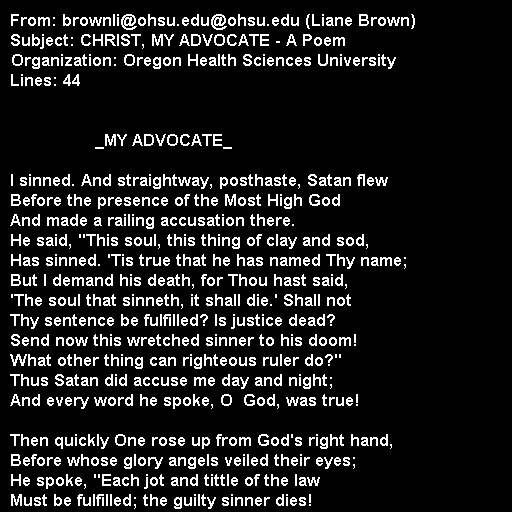 From: brownli@ohsu.edu@ohsu.edu (Liane Brown)
Subject: CHRIST, MY ADVOCATE - A Poem
Organization: Oregon Health Sciences University
Lines: 44
_MY ADVOCATE_
I sinned. And straightway, posthaste, Satan flew
Before the presence of the Most High God
And made a railing accusation there.
He said, "This soul, this thing of clay and sod,
Has sinned. 'Tis true that he has named Thy name;
But I demand his death, for Thou hast said,
'The soul that sinneth, it shall die.' Shall not
Thy sentence be fulfilled? Is justice dead?
Send now this wretched sinner to his doom!
What other thing can righteous ruler do?"
Thus Satan did accuse me day and night;
And every word he spoke, O  God, was true!
Then quickly One rose up from God's right hand,
Before whose glory angels veiled their eyes;
He spoke, "Each jot and tittle of the law
Must be fulfilled; the guilty sinner dies!